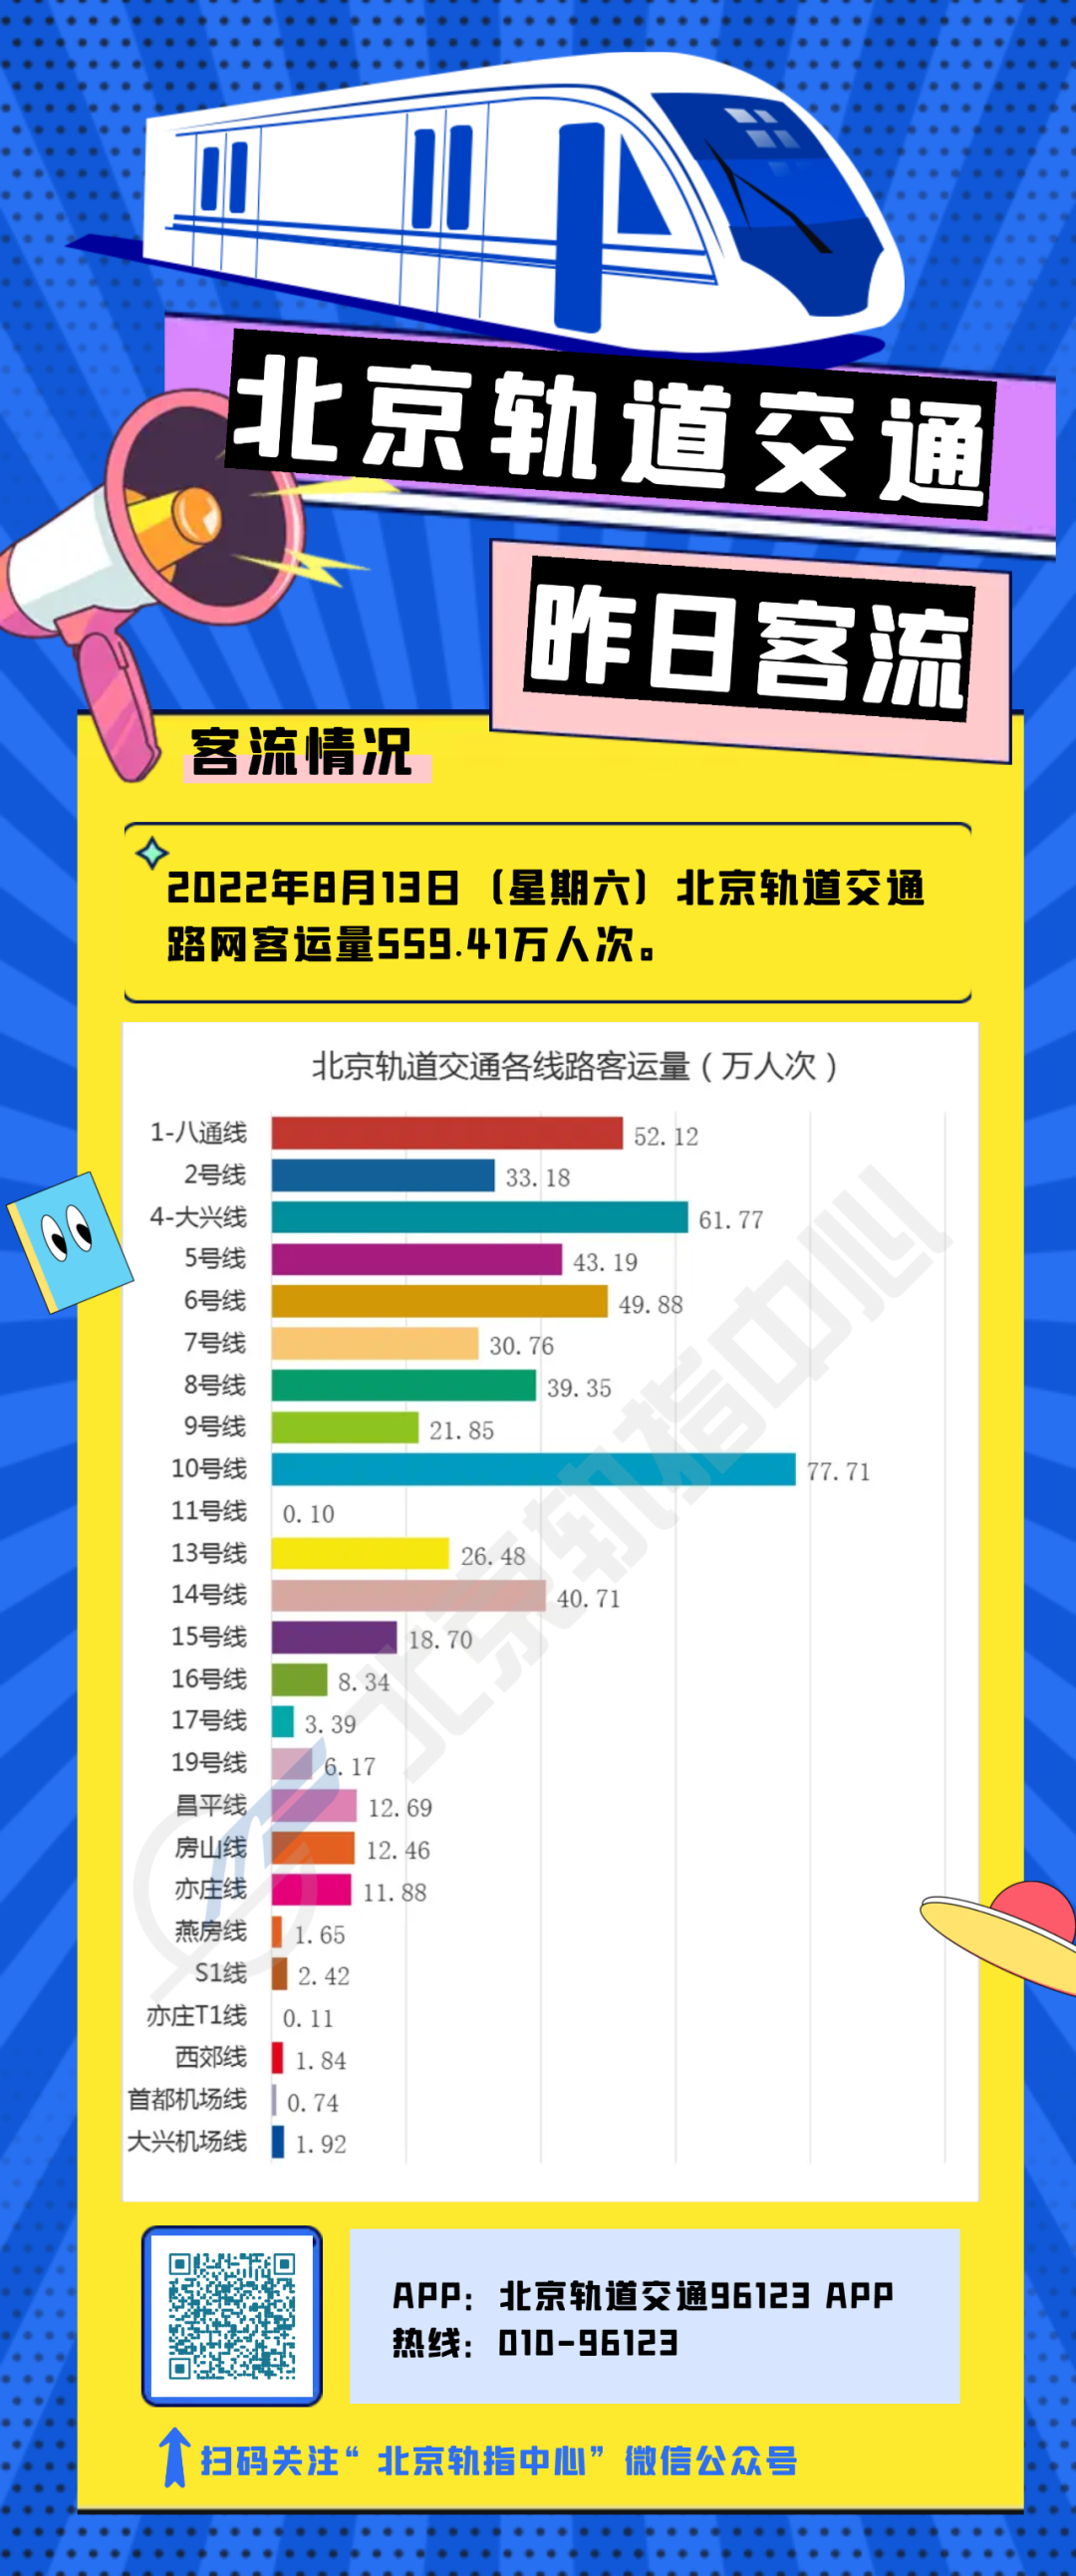 北京轨道交通
昨日客流
客流情况
2022年8月13日（星期六）北京轨道交通
路网客运量559.41万人次。
北京轨道交通各线路客运量（万人次）
1-八通线 52.12
2号线 33.18
4-大兴线 61.77
5号线 43.19
6号线 49.88
7号线 30.76
8号线 39.35
9号线 21.85
10号线 77.71
11号线 0.10
13号线 26.48
14号线 40.71
15号线 18.70
16号线 8.34
17号线 3.39
19号线 6.17
昌平线 12.69
房山线 12.46
亦庄线 11.88
燕房线 1.65
S1线 2.42
亦庄T1线 0.11
西郊线 1.84
首都机场线 0.74
大兴机场线 1.92
北京轨指中心
APP：北京轨道交通96123 APP
热线：010-96123
扫码关注“北京轨指中心”微信公众号